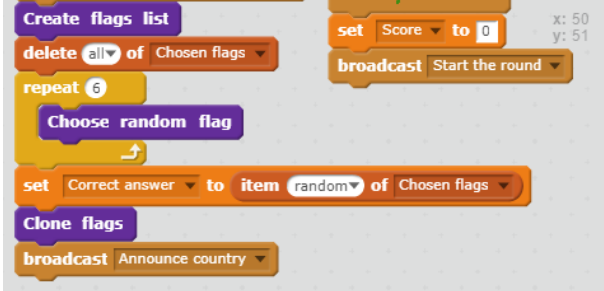 Create flags list
delete all of Chosen flags
repeat 6
Choose random flag
set Correct answer to item random of Chosen flags
Clone flags
broadcast Announce country
set Score to 0
broadcast Start the round
x: 50
y: 51